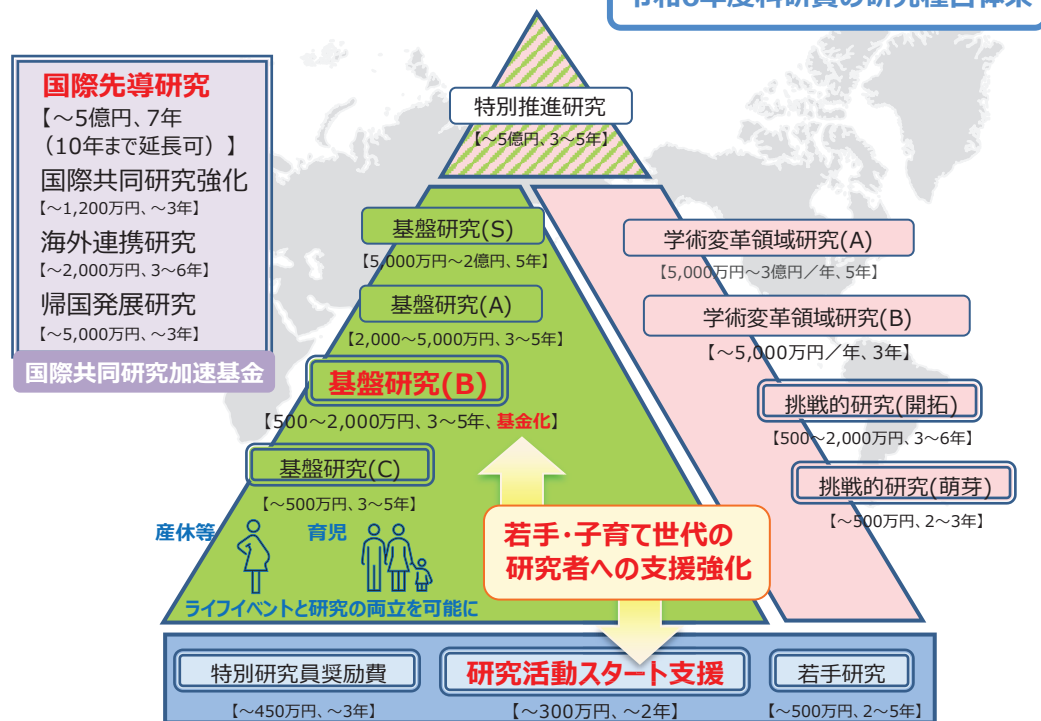 令和6年度科研費の研究種目体系
国際先導研究
【～5億円、7年
（10年まで延長可）】
国際共同研究強化
【～1,200万円、～3年】
海外連携研究
【～2,000万円、3～6年】
帰国発展研究
【～5,000万円、～3年】
国際共同研究加速基金
特別推進研究
【～5億円、3～5年】
基盤研究(S)
【5,000万円～2億円、5年】
基盤研究(A)
【2,000～5,000万円、3～5年】
基盤研究(B)
【500～2,000万円、3～5年、基金化】
基盤研究(C)
【～500万円、3～5年】
学術変革領域研究(A)
【5,000万円～3億円／年、5年】
学術変革領域研究(B)
【～5,000万円／年、3年】
挑戦的研究(開拓)
【500～2,000万円、3～6年】
挑戦的研究(萌芽)
【～500万円、2～3年】
産休等
育児
ライフイベントと研究の両立を可能に
若手・子育て世代の
研究者への支援強化
特別研究員奨励費
【～450万円、～3年】
研究活動スタート支援
【～300万円、～2年】
若手研究
【～500万円、2～5年】